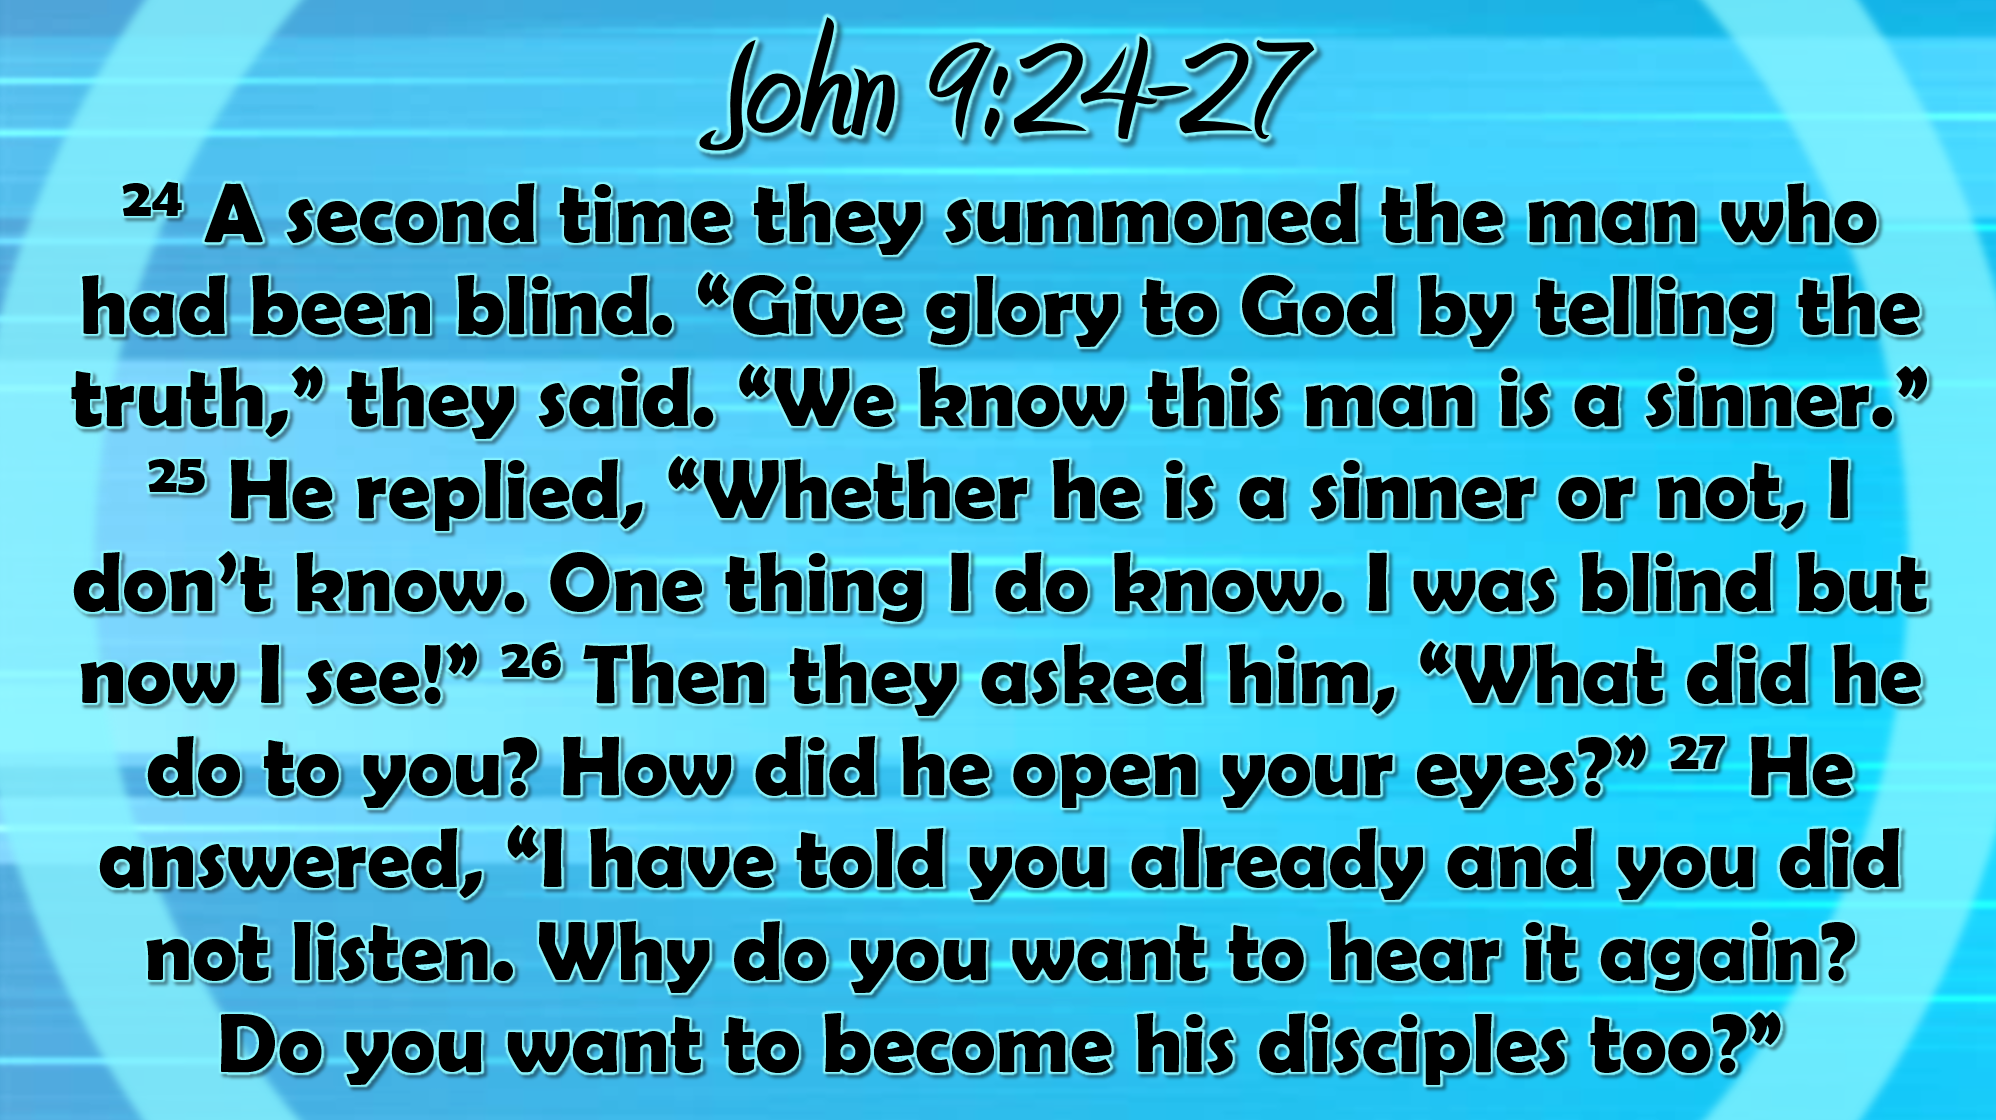 John 9:24-27
24 A second time they summoned the man who
had been blind. “Give glory to God by telling the
truth,” they said. “We know this man is a sinner.”
25 He replied, “Whether he is a sinner or not, I
don’t know. One thing I do know. I was blind but
now I see!” 26 Then they asked him, “What did he
do to you? How did he open your eyes?” 27 He
answered, “I have told you already and you did
not listen. Why do you want to hear it again?
Do you want to become his disciples too?”